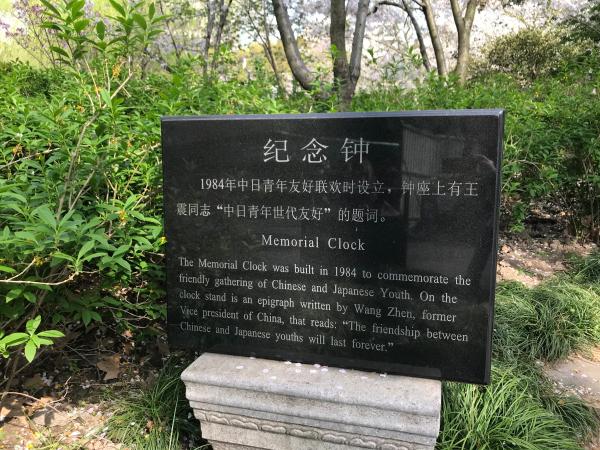 纪念钟
1984年中日青年友好联欢时设立，钟座上有王
震同志“中日青年世代友好”的题词。
Memorial Clock
The Memorial Clock was built in 1984 to commemorate the
friendly gathering of Chinese and Japanese Youth. On the
clock stand is an epigraph written by Wang Zhen, former
Vice president of China, that reads: “The friendship between
Chinese and Japanese youths will last forever.”